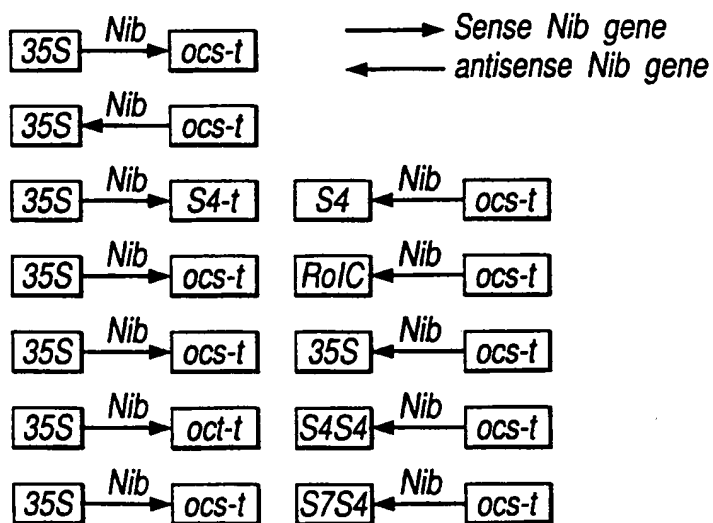 35S Nib ocs-t
Sense Nib gene
antisense Nib gene
35S Nib ocs-t
35S Nib S4-t S4 Nib ocs-t
35S Nib ocs-t RolC Nib ocs-t
35S Nib ocs-t 35S Nib ocs-t
35S Nib oct-t S4S4 Nib ocs-t
35S Nib ocs-t S7S4 Nib ocs-t